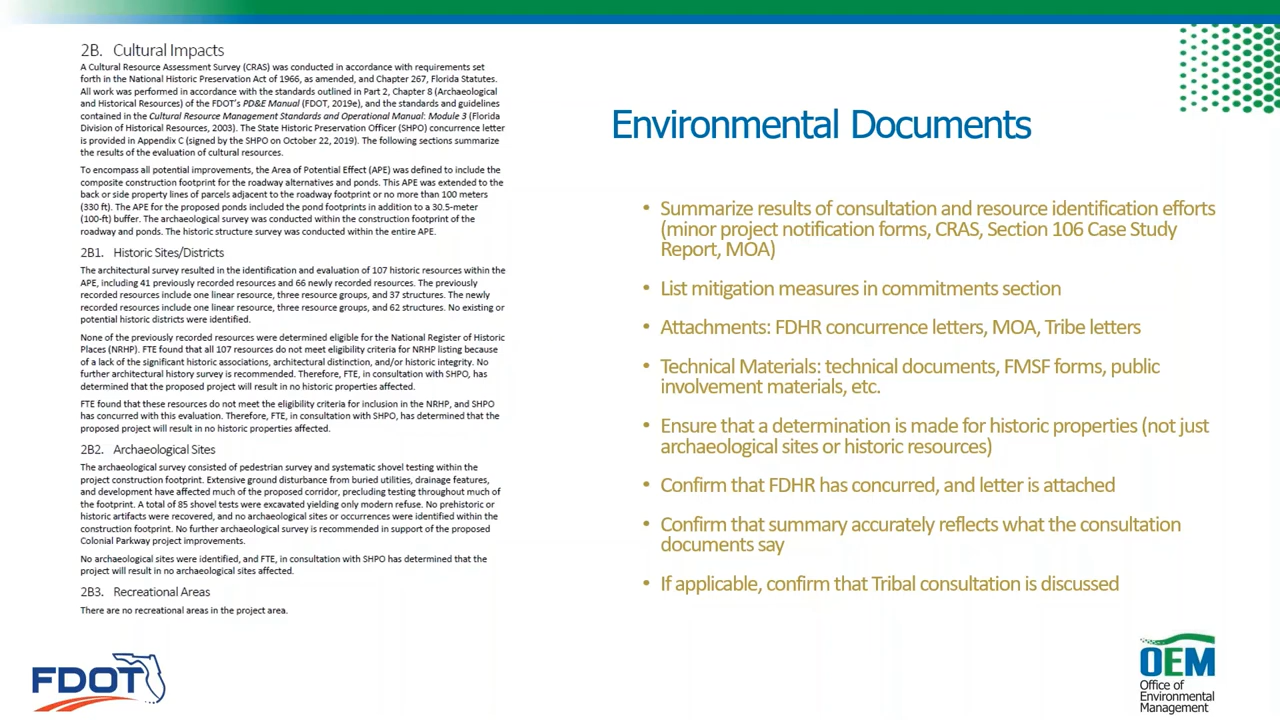 2B. Cultural Impacts
A Cultural Resource Assessment Survey (CRAS) was conducted in accordance with requirements set
forth in the National Historic Preservation Act of 1966, as amended, and Chapter 267, Florida Statutes.
All work was performed in accordance with the standards outlined in Part 2, Chapter 8 (Archaeological
and Historical Resources) of the FDOT's PD&E Manual (FDOT, 2019e), and the standards and guidelines
contained in the Cultural Resource Management Standards and Operational Manual: Module 3 (Florida
Division of Historical Resources, 2003). The State Historic Preservation Officer (SHPO) concurrence letter
is provided in Appendix C (signed by the SHPO on October 22, 2019). The following sections summarize
the results of the evaluation of cultural resources.
To encompass all potential improvements, the Area of Potential Effect (APE) was defined to include the
composite construction footprint for the roadway alternatives and ponds. This APE was extended to the
back or side property lines of parcels adjacent to the roadway footprint or no more than 100 meters
(330 ft). The APE for the proposed ponds included the pond footprints in addition to a 30.5-meter
(100-ft) buffer. The archaeological survey was conducted within the construction footprint of the
roadway and ponds. The historic structure survey was conducted within the entire APE.
2B1. Historic Sites/Districts
The architectural survey resulted in the identification and evaluation of 107 historic resources within the
APE, including 41 previously recorded resources and 66 newly recorded resources. The previously
recorded resources include one linear resource, three resource groups, and 37 structures. The newly
recorded resources include one linear resource, three resource groups, and 62 structures. No existing or
potential historic districts were identified.
None of the previously recorded resources were determined eligible for the National Register of Historic
Places (NRHP). FTE found that all 107 resources do not meet eligibility criteria for NRHP listing because
of a lack of the significant historic associations, architectural distinction, and/or historic integrity. No
further architectural history survey is recommended. Therefore, FTE, in consultation with SHPO, has
determined that the proposed project will result in no historic properties affected.
FTE found that these resources do not meet the eligibility criteria for inclusion in the NRHP, and SHPO
has concurred with this evaluation. Therefore, FTE, in consultation with SHPO, has determined that the
proposed project will result in no historic properties affected.
2B2. Archaeological Sites
The archaeological survey consisted of pedestrian survey and systematic shovel testing within the
project construction footprint. Extensive ground disturbance from buried utilities, drainage features,
and development have affected much of the proposed corridor, precluding testing throughout much of
the footprint. A total of 85 shovel tests were excavated yielding only modern refuse. No prehistoric or
historic artifacts were recovered, and no archaeological sites or occurrences were identified within the
construction footprint. No further archaeological survey is recommended in support of the proposed
Colonial Parkway project improvements.
No archaeological sites were identified, and FTE, in consultation with SHPO has determined that the
project will result in no archaeological sites affected.
2B3. Recreational Areas
There are no recreational areas in the project area.
Environmental Documents
• Summarize results of consultation and resource identification efforts
(minor project notification forms, CRAS, Section 106 Case Study
Report, MOA)
• List mitigation measures in commitments section
• Attachments: FDHR concurrence letters, MOA, Tribe letters
• Technical Materials: technical documents, FMSF forms, public
involvement materials, etc.
• Ensure that a determination is made for historic properties (not just
archaeological sites or historic resources)
• Confirm that FDHR has concurred, and letter is attached
• Confirm that summary accurately reflects what the consultation
documents say
• If applicable, confirm that Tribal consultation is discussed
FDOT
OEM
Office of
Environmental
Management